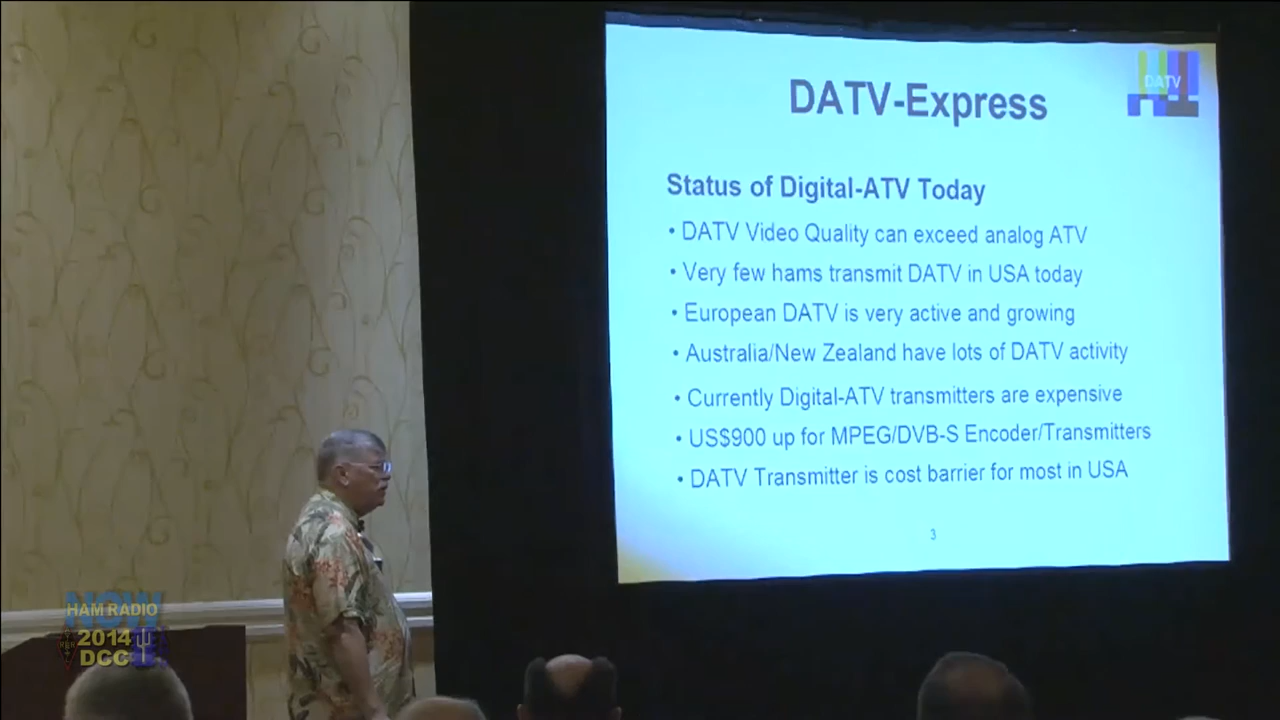 DATV-Express
DATV
Status of Digital-ATV Today
• DATV Video Quality can exceed analog ATV
• Very few hams transmit DATV in USA today
• European DATV is very active and growing
• Australia/New Zealand have lots of DATV activity
• Currently Digital-ATV transmitters are expensive
• US$900 up for MPEG/DVB-S Encoder/Transmitters
• DATV Transmitter is cost barrier for most in USA
3
NOW
HAM RADIO
2014
DCC